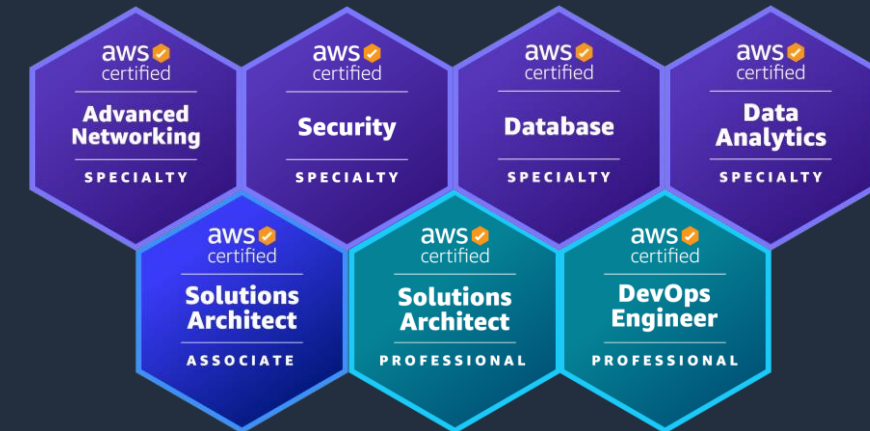 aws
certified
Advanced
Networking
SPECIALTY
aws
certified
Security
SPECIALTY
aws
certified
Database
SPECIALTY
aws
certified
Data
Analytics
SPECIALTY
aws
certified
Solutions
Architect
ASSOCIATE
aws
certified
Solutions
Architect
PROFESSIONAL
aws
certified
DevOps
Engineer
PROFESSIONAL